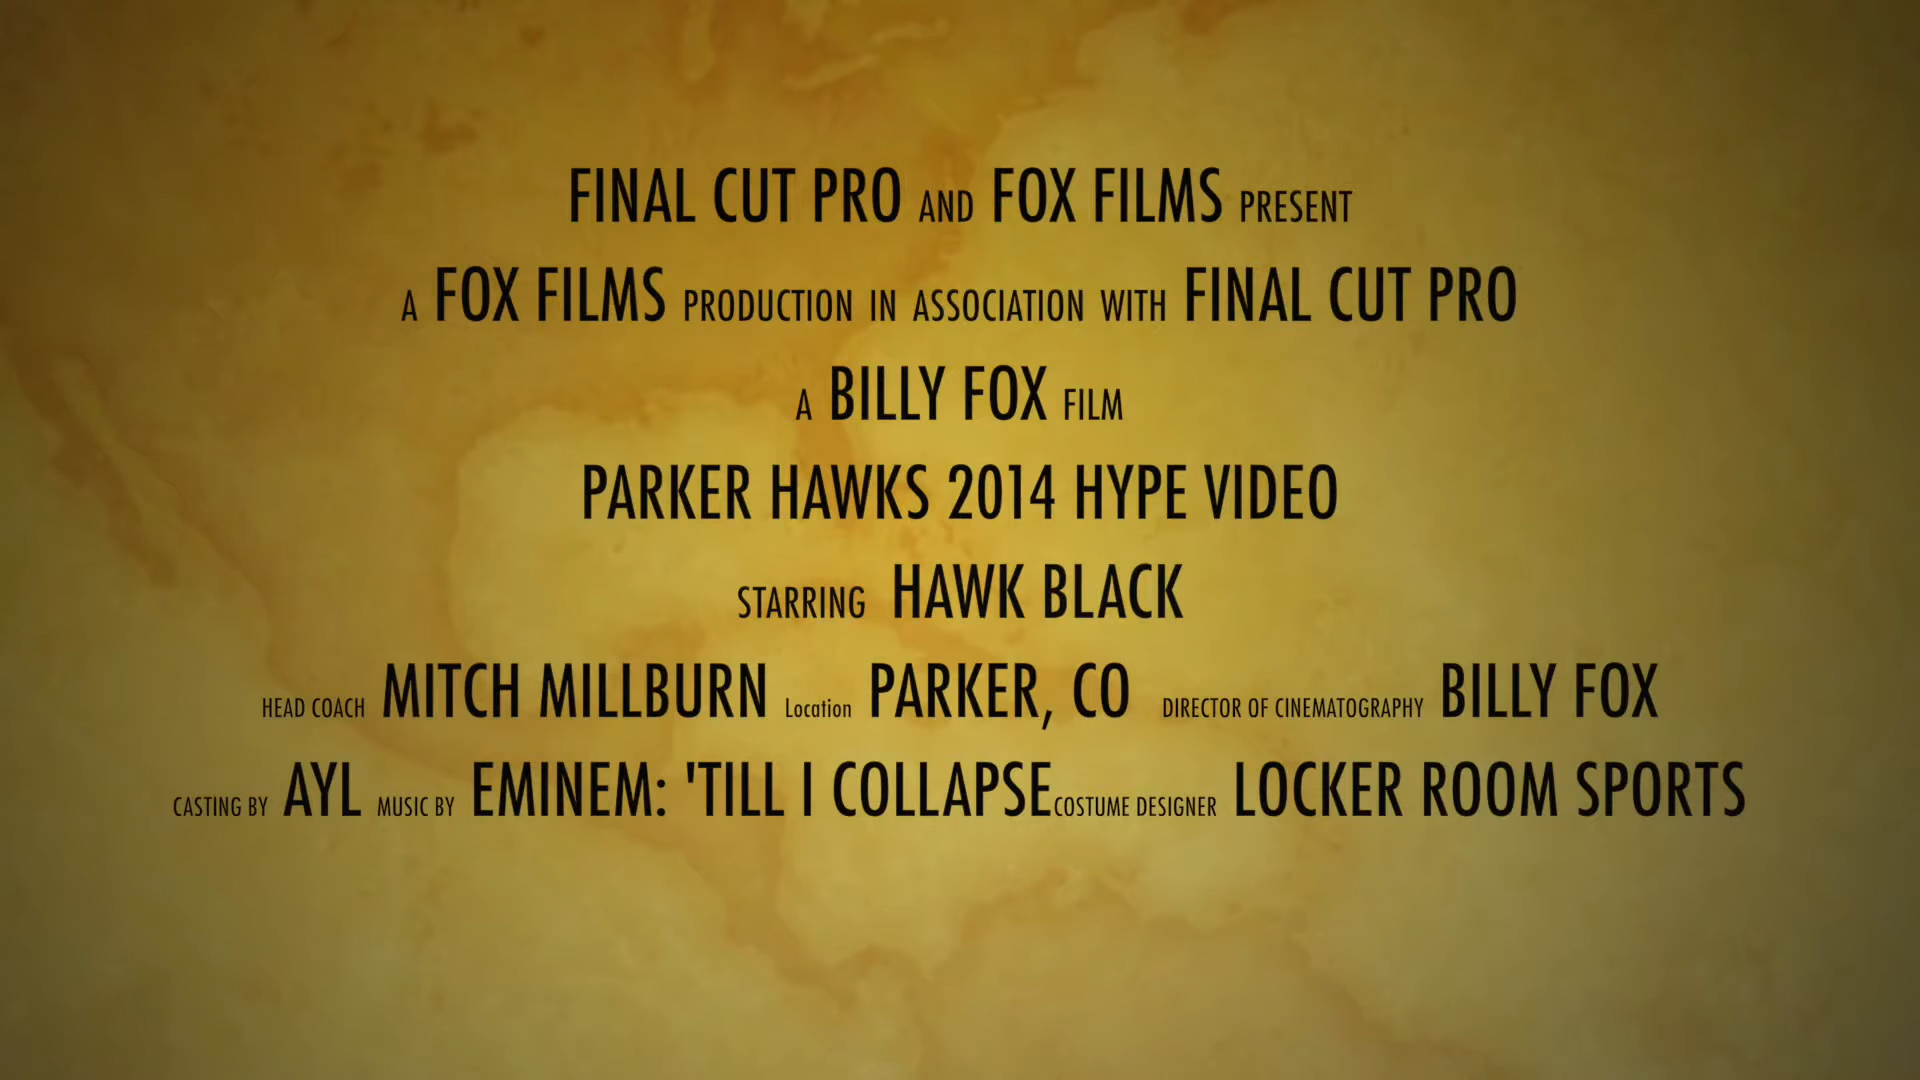 FINAL CUT PRO AND FOX FILMS PRESENT
A FOX FILMS PRODUCTION IN ASSOCIATION WITH FINAL CUT PRO
A BILLY FOX FILM
PARKER HAWKS 2014 HYPE VIDEO
STARRING HAWK BLACK
HEAD COACH MITCH MILLBURN Location PARKER, CO DIRECTOR OF CINEMATOGRAPHY BILLY FOX
CASTING BY AYL MUSIC BY EMINEM: 'TILL I COLLAPSE COSTUME DESIGNER LOCKER ROOM SPORTS